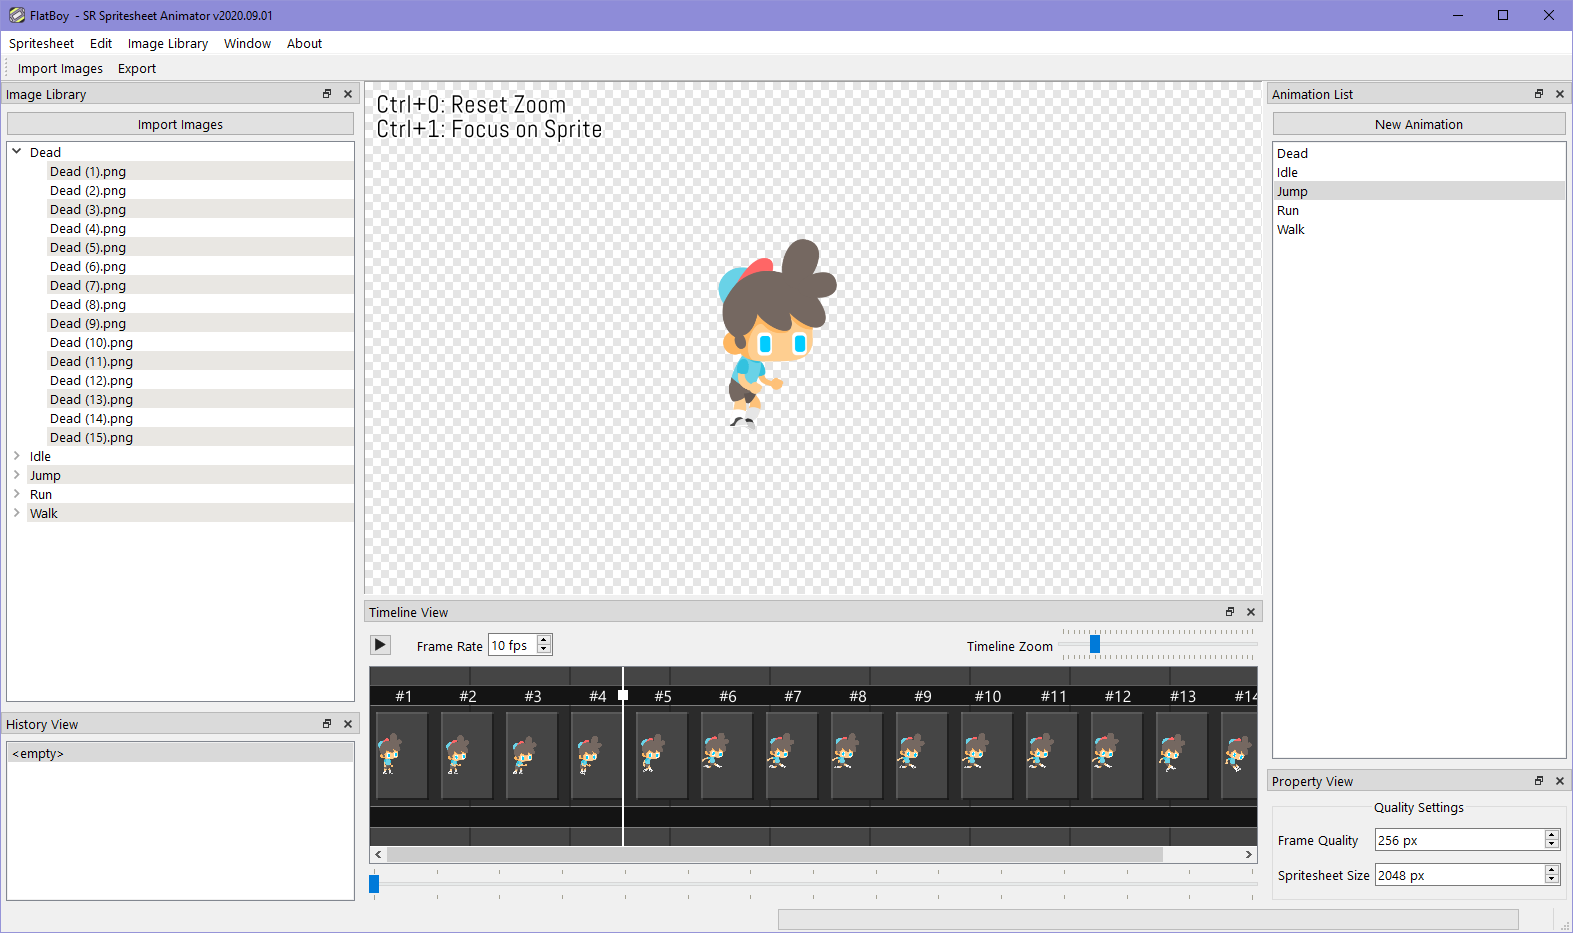 FlatBoy - SR Spritesheet Animator v2020.09.01
Spritesheet Edit Image Library Window About
Import Images Export
Image Library
Import Images
Dead
Dead (1).png
Dead (2).png
Dead (3).png
Dead (4).png
Dead (5).png
Dead (6).png
Dead (7).png
Dead (8).png
Dead (9).png
Dead (10).png
Dead (11).png
Dead (12).png
Dead (13).png
Dead (14).png
Dead (15).png
Idle
Jump
Run
Walk
History View
<empty>
Ctrl+0: Reset Zoom
Ctrl+1: Focus on Sprite
Timeline View
Frame Rate 10 fps
Timeline Zoom
#1 #2 #3 #4 #5 #6 #7 #8 #9 #10 #11 #12 #13 #14
Animation List
New Animation
Dead
Idle
Jump
Run
Walk
Property View
Quality Settings
Frame Quality 256 px
Spritesheet Size 2048 px